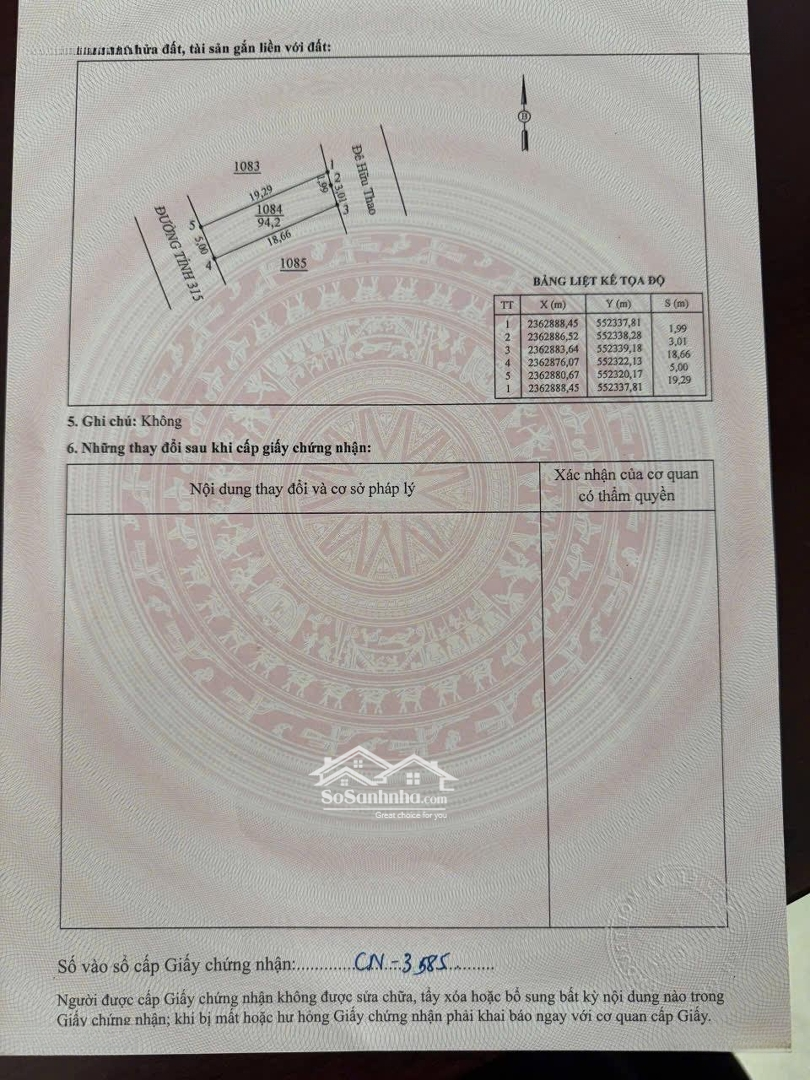 thửa đất, tài sản gắn liền với đất:
B
1083
1
2
3
1,99
3,01
Đê Hữu Thao
19,29
1084
94,2
18,66
5
5,00
4
ĐƯỜNG TỈNH 315
1085
BẢNG LIỆT KÊ TỌA ĐỘ
TT X (m) Y (m) S (m)
1 2362888,45 552337,81
1,99
2 2362886,52 552338,28
3,01
3 2362883,64 552339,18
18,66
4 2362876,07 552322,13
5,00
5 2362880,67 552320,17
19,29
1 2362888,45 552337,81
5. Ghi chú: Không
6. Những thay đổi sau khi cấp giấy chứng nhận:
Nội dung thay đổi và cơ sở pháp lý
Xác nhận của cơ quan
có thẩm quyền
SoSanhnha.com
Great choice for you
Số vào sổ cấp Giấy chứng nhận:.............CN-3585...........
Người được cấp Giấy chứng nhận không được sửa chữa, tẩy xóa hoặc bổ sung bất kỳ nội dung nào trong
Giấy chứng nhận; khi bị mất hoặc hư hỏng Giấy chứng nhận phải khai báo ngay với cơ quan cấp Giấy.